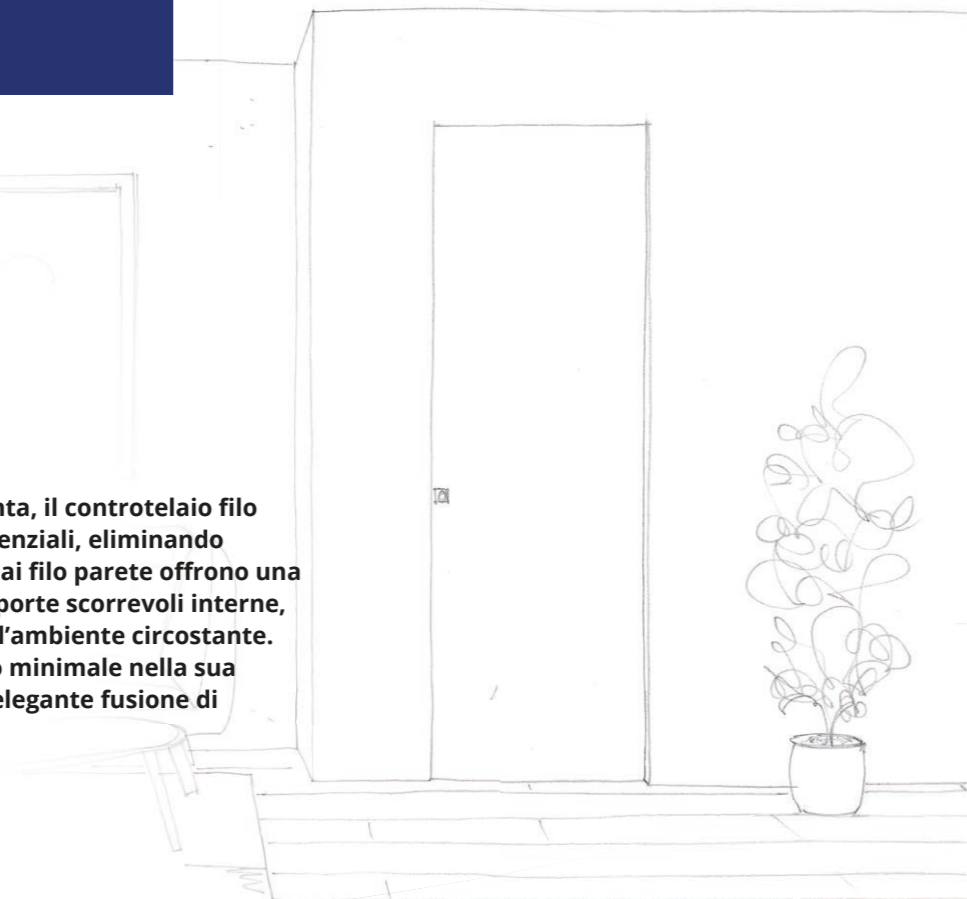 nta, il controtelaio filo
enziali, eliminando
ai filo parete offrono una
porte scorrevoli interne,
l’ambiente circostante.
o minimale nella sua
elegante fusione di